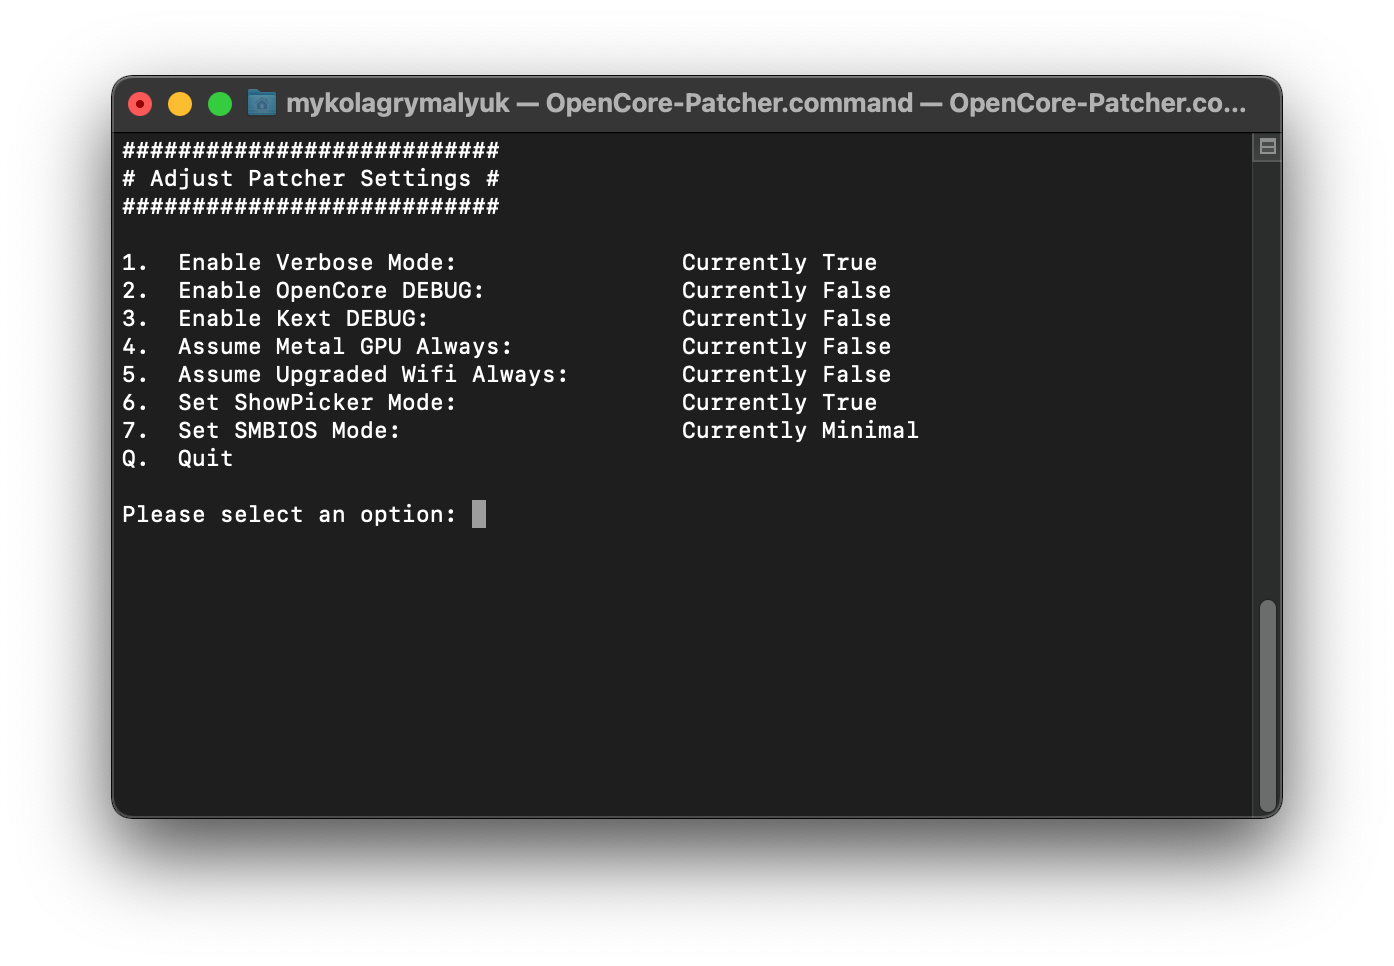 mykolagrymalyuk — OpenCore-Patcher.command — OpenCore-Patcher.co...
###########################
# Adjust Patcher Settings #
###########################
1. Enable Verbose Mode: Currently True
2. Enable OpenCore DEBUG: Currently False
3. Enable Kext DEBUG: Currently False
4. Assume Metal GPU Always: Currently False
5. Assume Upgraded Wifi Always: Currently False
6. Set ShowPicker Mode: Currently True
7. Set SMBIOS Mode: Currently Minimal
Q. Quit
Please select an option: